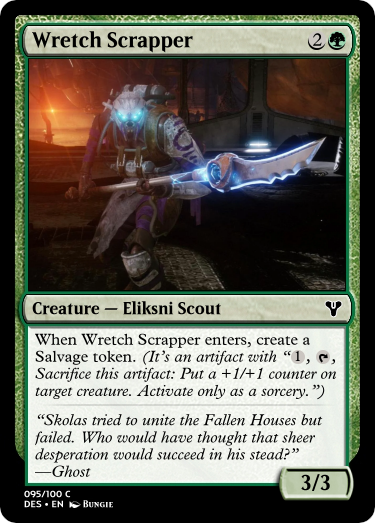 Wretch Scrapper 2
Creature — Eliksni Scout
When Wretch Scrapper enters, create a
Salvage token. (It's an artifact with “1, T,
Sacrifice this artifact: Put a +1/+1 counter on
target creature. Activate only as a sorcery.”)
“Skolas tried to unite the Fallen Houses but
failed. Who would have thought that sheer
desperation would succeed in his stead?”
—Ghost
3/3
095/100 C
DES • EN Bungie